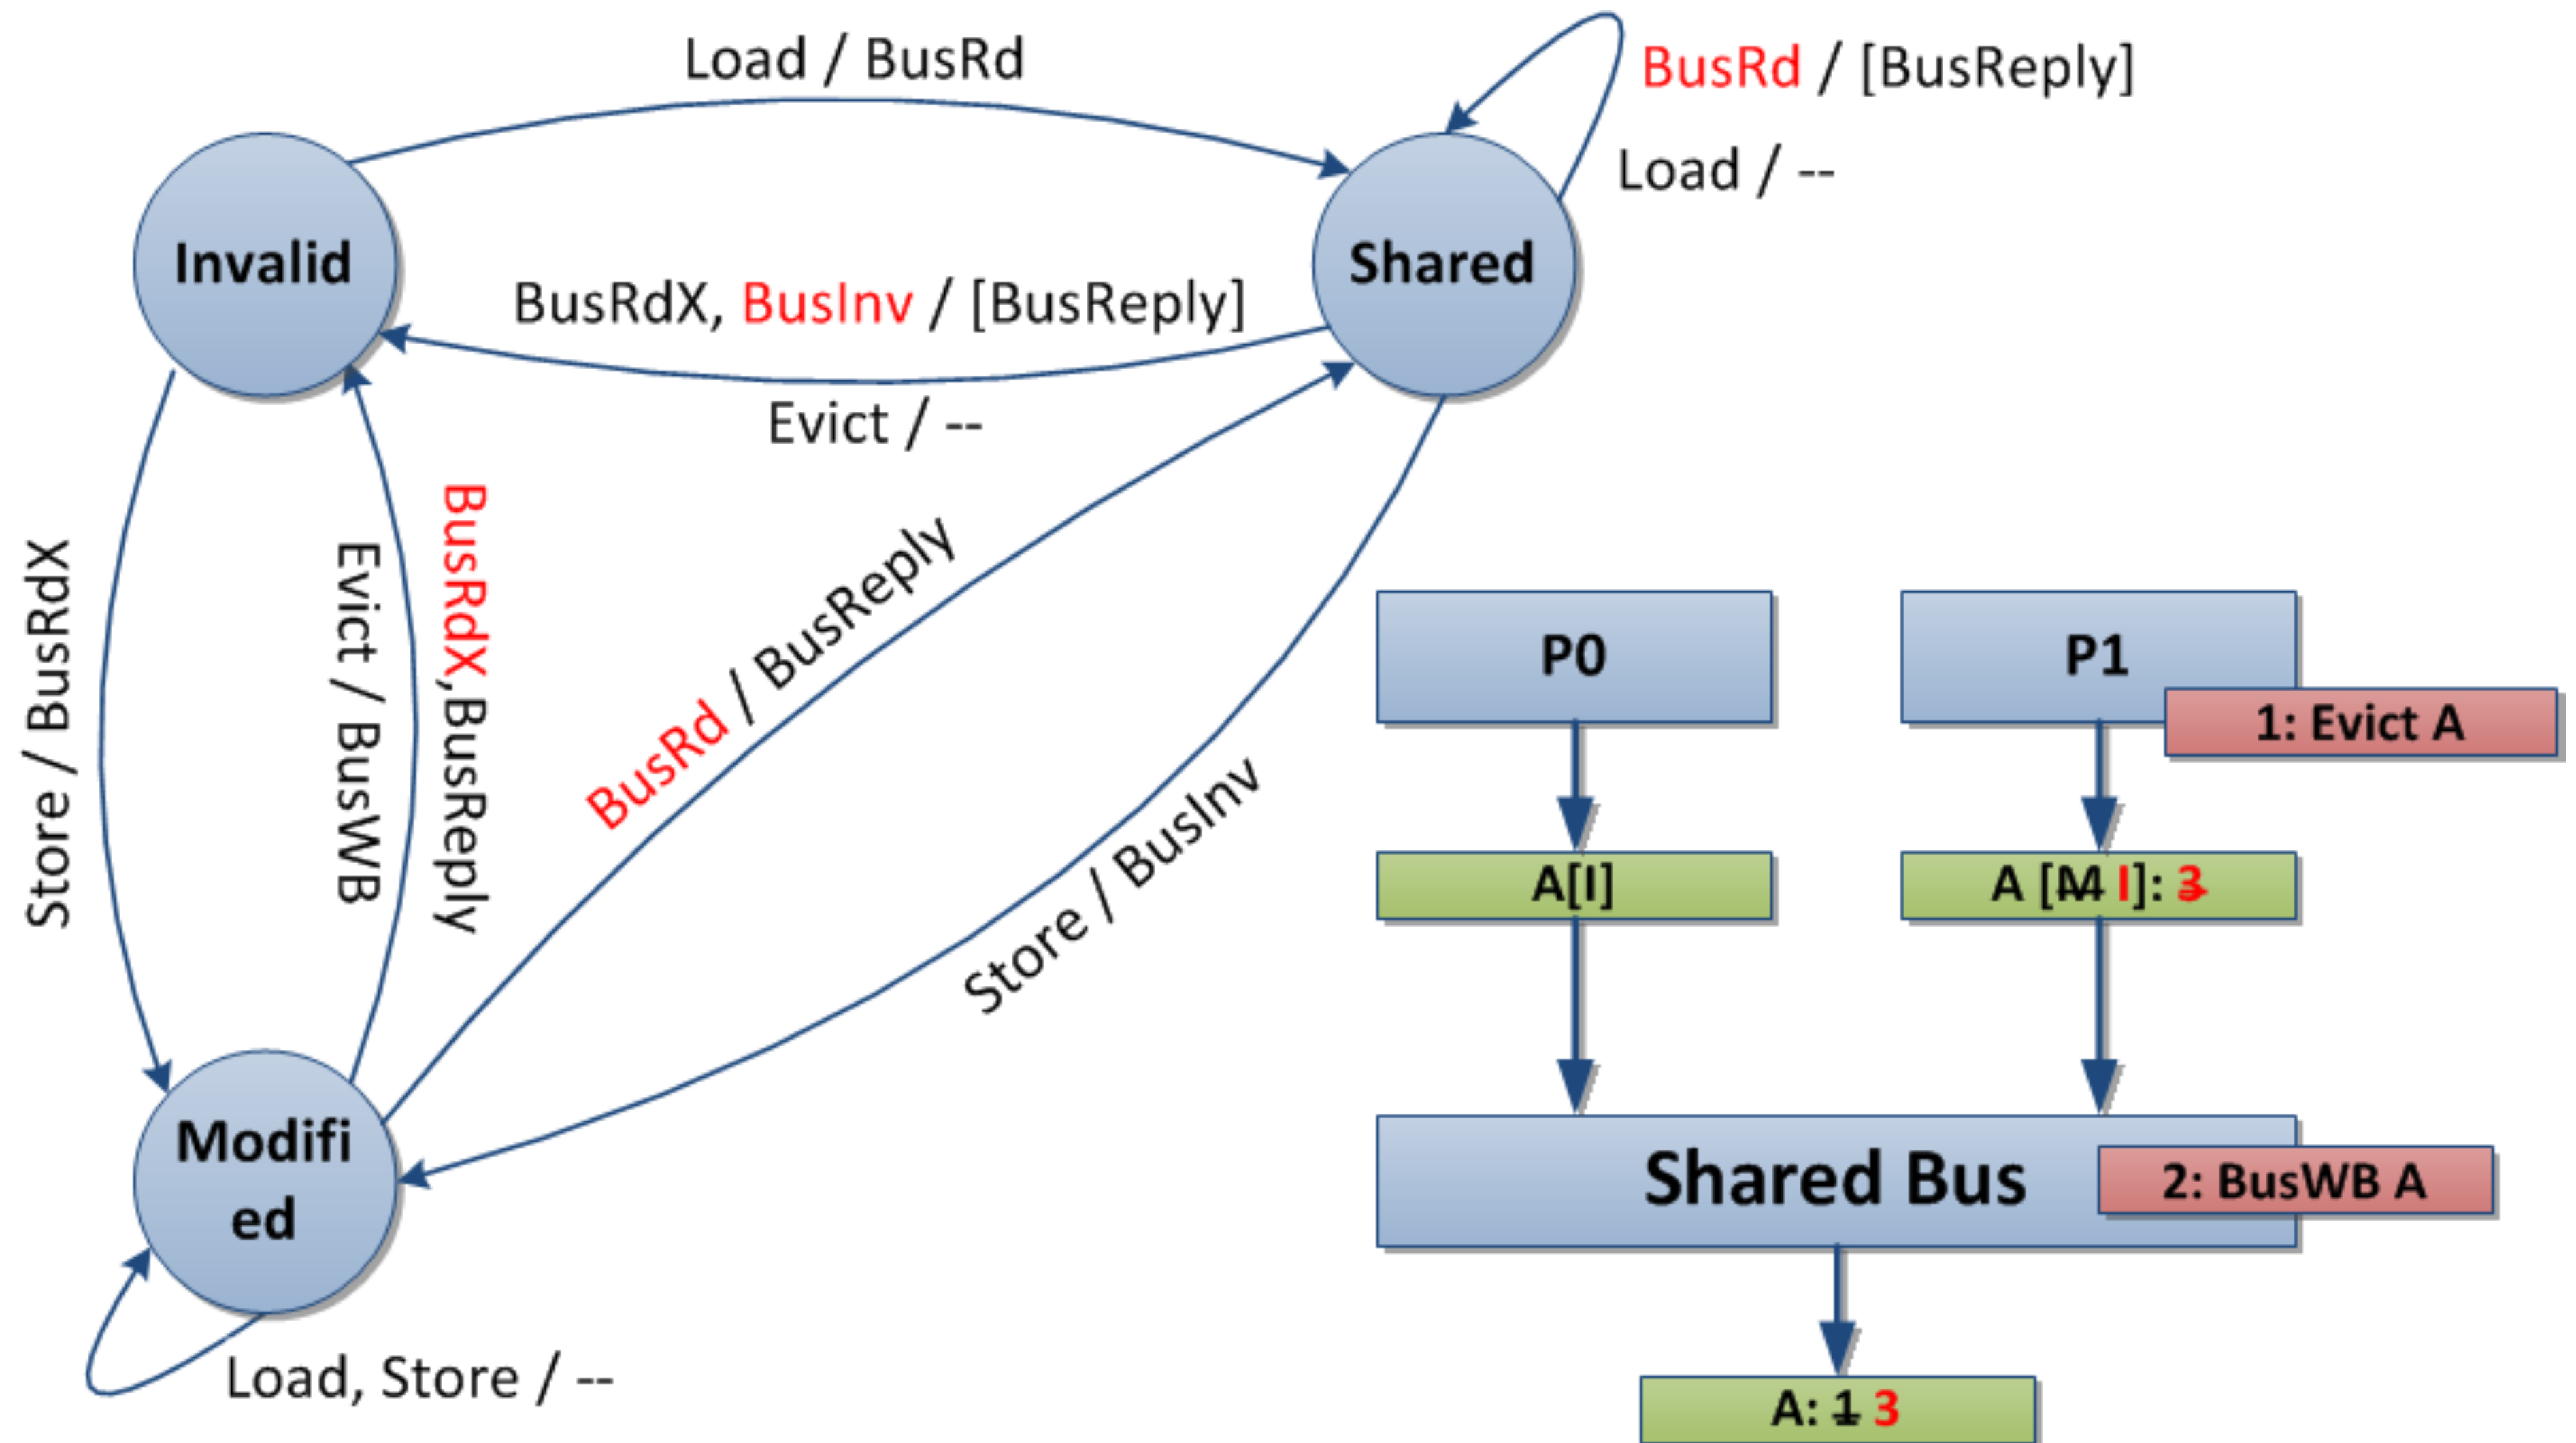 Load / BusRd
BusRd / [BusReply]
Load / --
Invalid
Shared
BusRdX, BusInv / [BusReply]
Evict / --
Store / BusRdX
Evict / BusWB
BusRdX,BusReply
BusRd / BusReply
Store / BusInv
Modifi
ed
Load, Store / --
P0
P1
1: Evict A
A[I]
A [M I]: 3
Shared Bus
2: BusWB A
A: 1 3